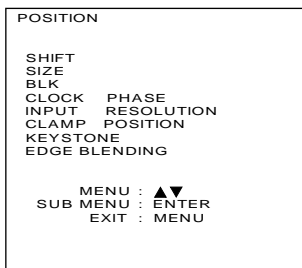 POSITION
SHIFT
SIZE
BLK
CLOCK PHASE
INPUT RESOLUTION
CLAMP POSITION
KEYSTONE
EDGE BLENDING
MENU : ▲▼
SUB MENU : ENTER
EXIT : MENU